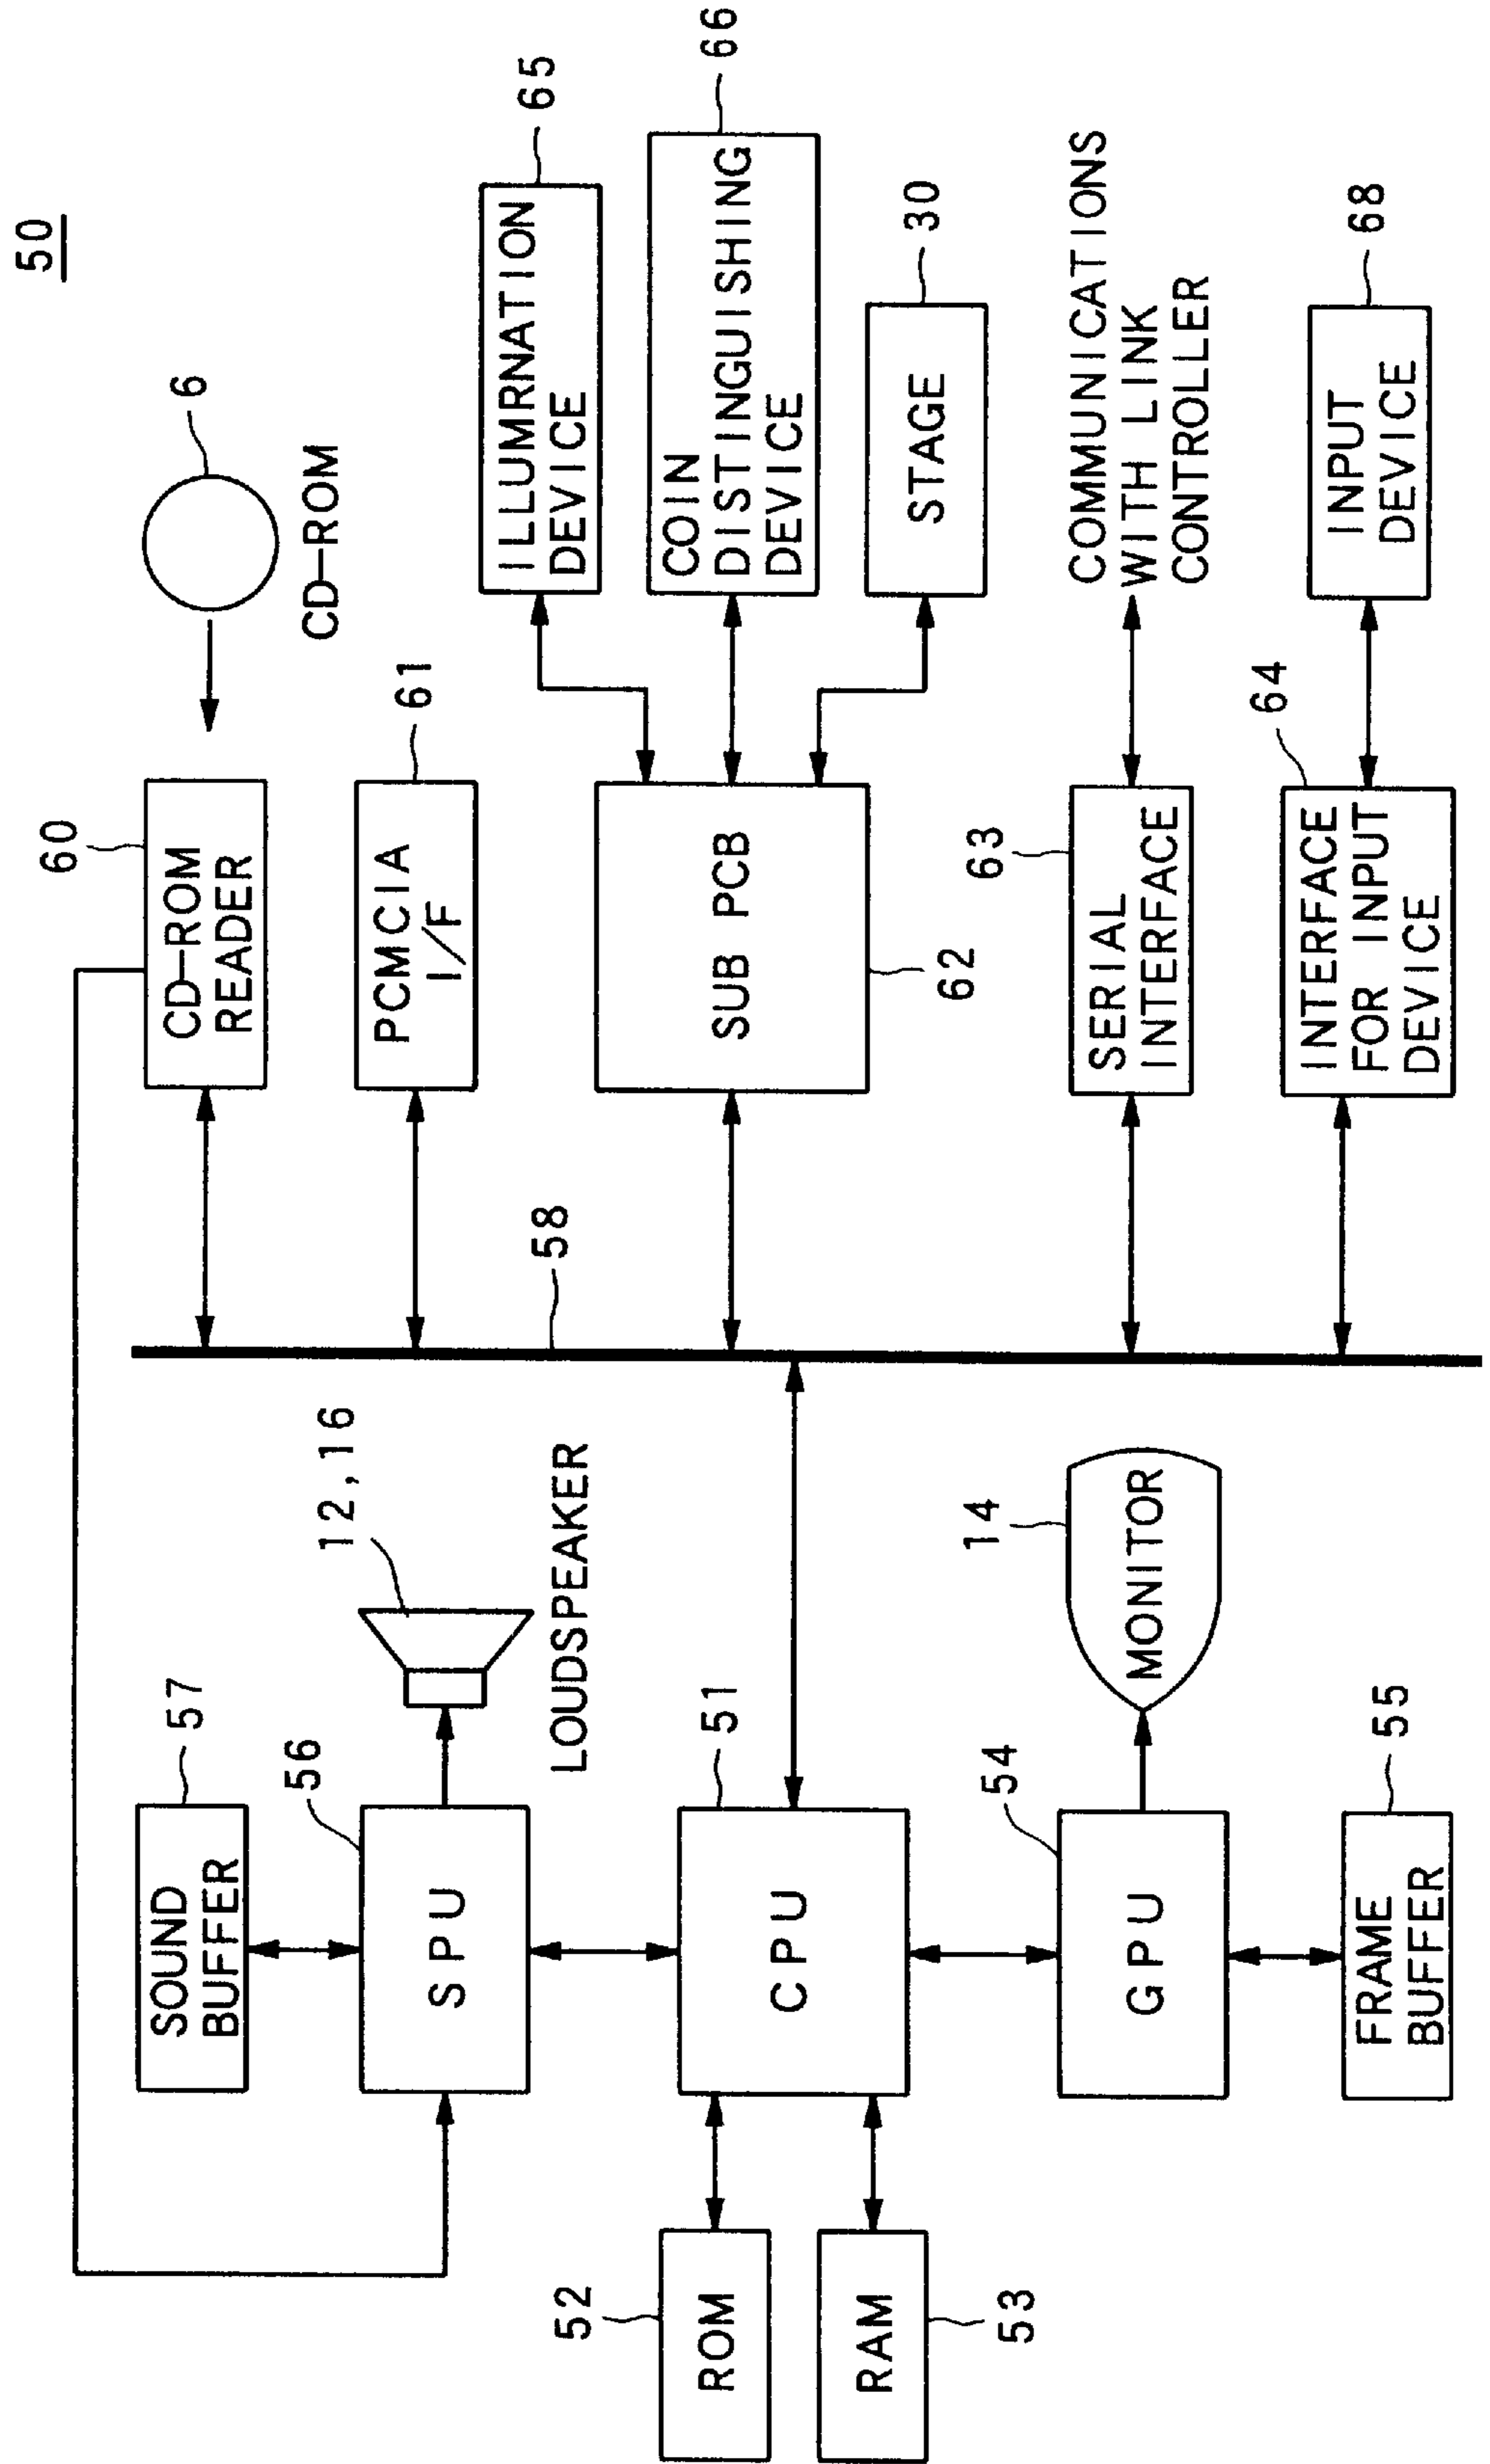 50
6
CD-ROM
60
CD-ROM
READER
61
PCMCIA
I/F
ILLUMRNATION
DEVICE
65
COIN
DISTINGUISHING
DEVICE
66
SUB PCB
62
STAGE
30
63
SERIAL
INTERFACE
COMMUNICATIONS
WITH LINK
CONTROLLER
64
INTERFACE
FOR INPUT
DEVICE
INPUT
DEVICE
68
58
57
SOUND
BUFFER
56
SPU
12,16
LOUDSPEAKER
51
CPU
52
ROM
RAM
53
54
GPU
14
MONITOR
55
FRAME
BUFFER